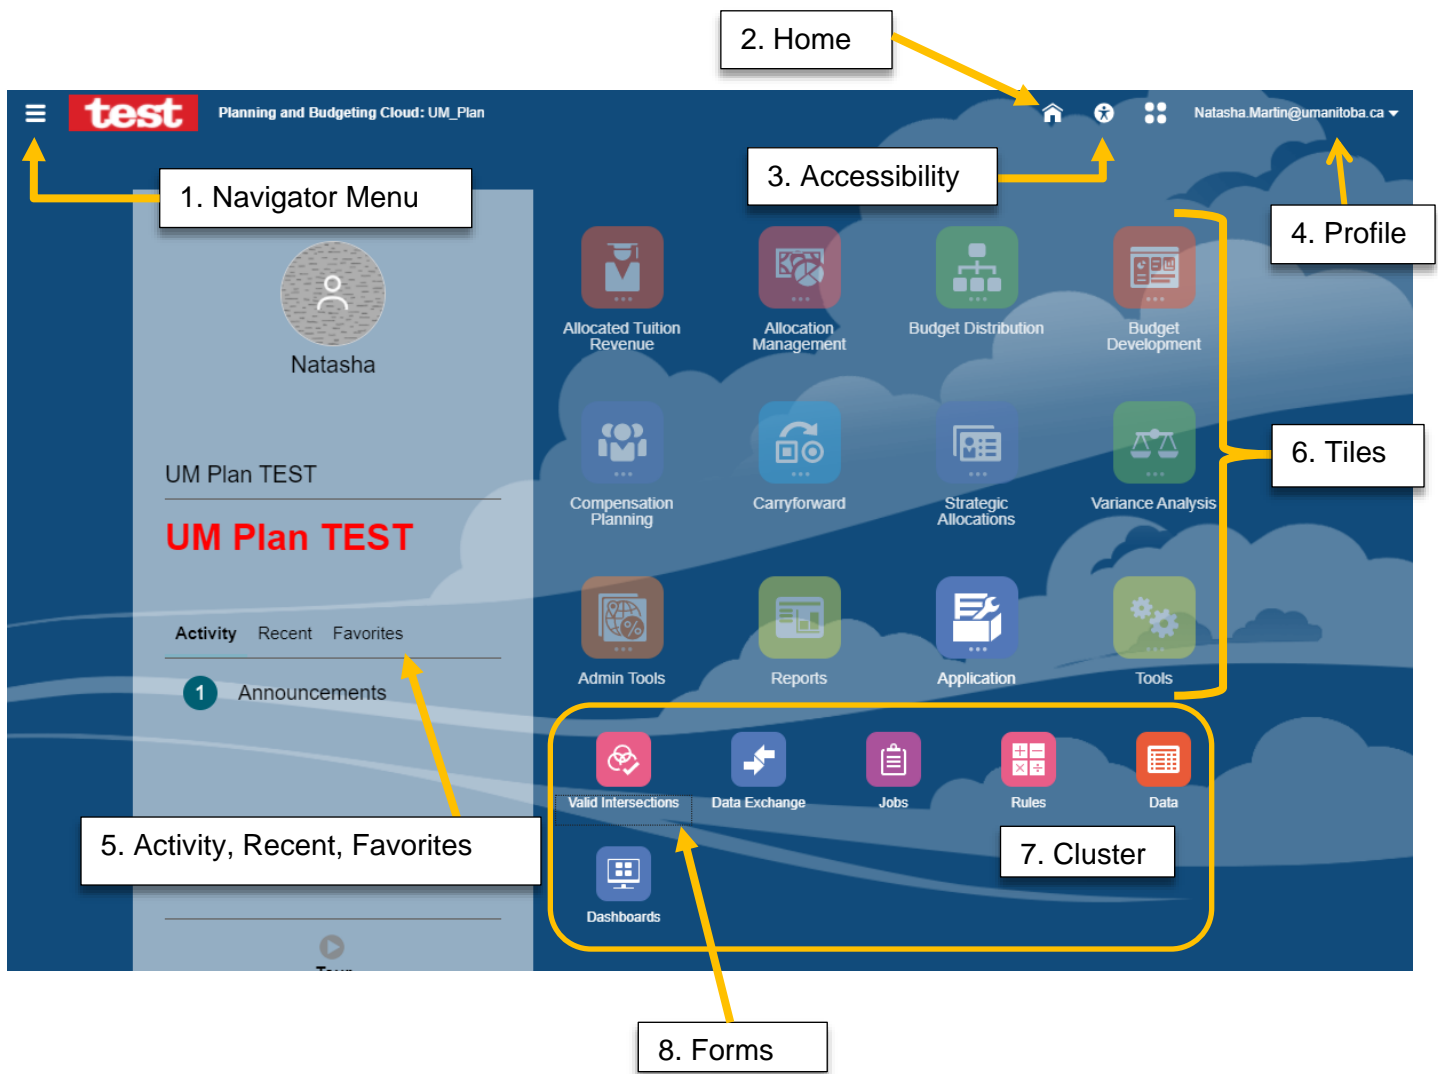 2. Home
test
Planning and Budgeting Cloud: UM_Plan
Natasha.Martin@umanitoba.ca
3. Accessibility
1. Navigator Menu
4. Profile
Natasha
UM Plan TEST
UM Plan TEST
Activity Recent Favorites
1 Announcements
5. Activity, Recent, Favorites
Tour
Allocated Tuition
Revenue
Allocation
Management
Budget Distribution
Budget
Development
Compensation
Planning
Carryforward
Strategic
Allocations
Variance Analysis
6. Tiles
Admin Tools
Reports
Application
Tools
Valid Intersections
Data Exchange
Jobs
Rules
Data
Dashboards
7. Cluster
8. Forms